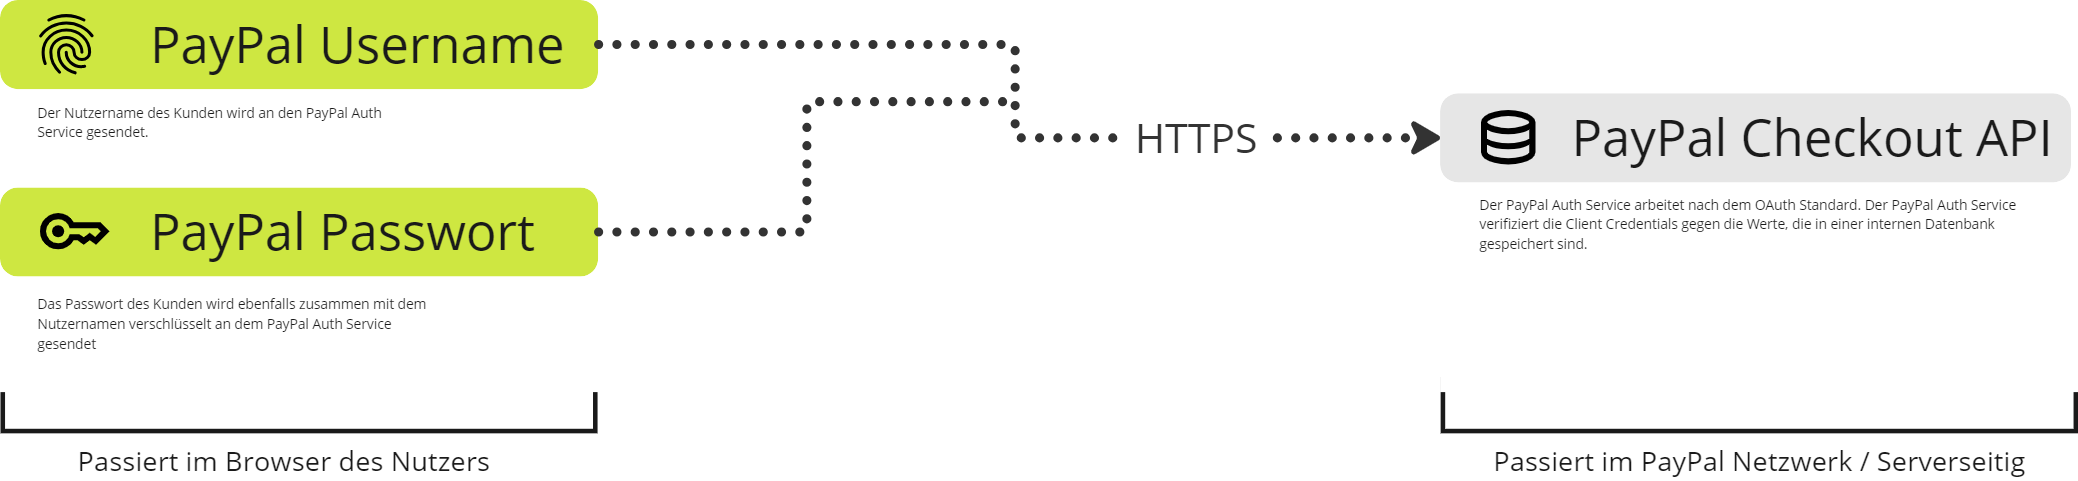 PayPal Username
Der Nutzername des Kunden wird an den PayPal Auth
Service gesendet.
PayPal Passwort
Das Passwort des Kunden wird ebenfalls zusammen mit dem
Nutzernamen verschlüsselt an dem PayPal Auth Service
gesendet
Passiert im Browser des Nutzers
HTTPS
PayPal Checkout API
Der PayPal Auth Service arbeitet nach dem OAuth Standard. Der PayPal Auth Service
verifiziert die Client Credentials gegen die Werte, die in einer internen Datenbank
gespeichert sind.
Passiert im PayPal Netzwerk / Serverseitig